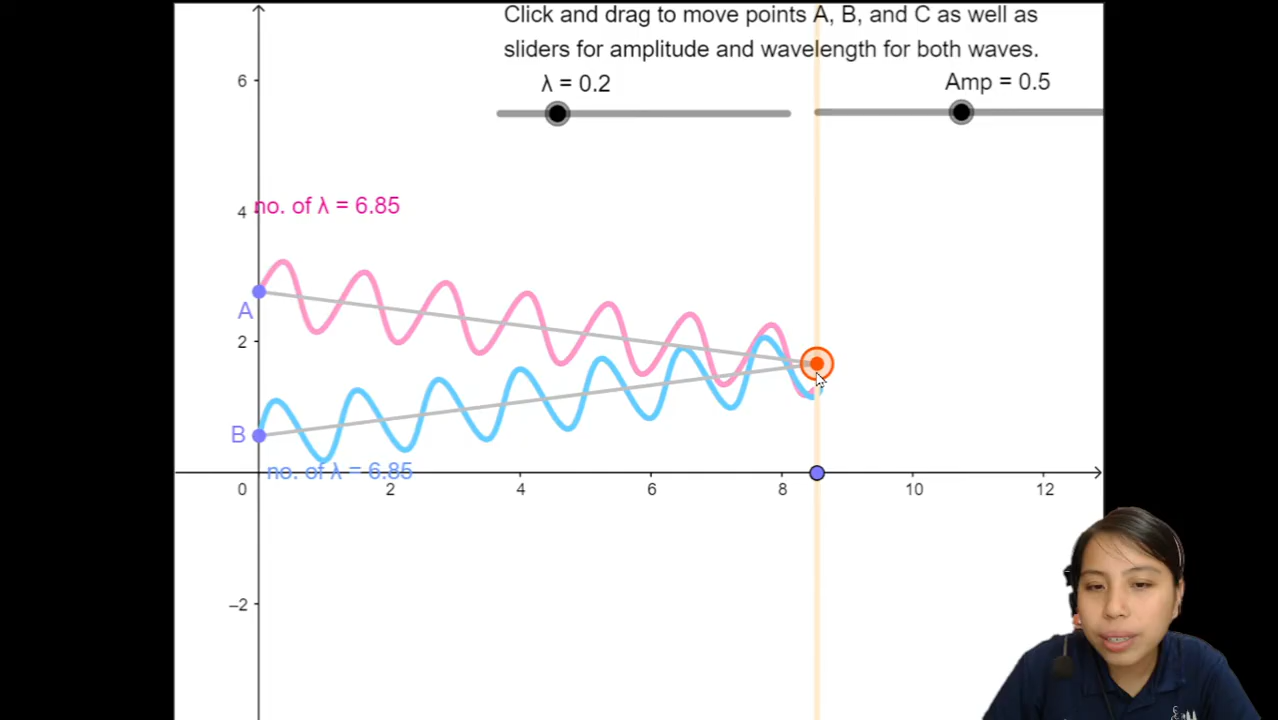 Click and drag to move points A, B, and C as well as
sliders for amplitude and wavelength for both waves.
λ = 0.2
Amp = 0.5
6
4
no. of λ = 6.85
A
2
B
no. of λ = 6.85
0
2
4
6
8
10
12
–2